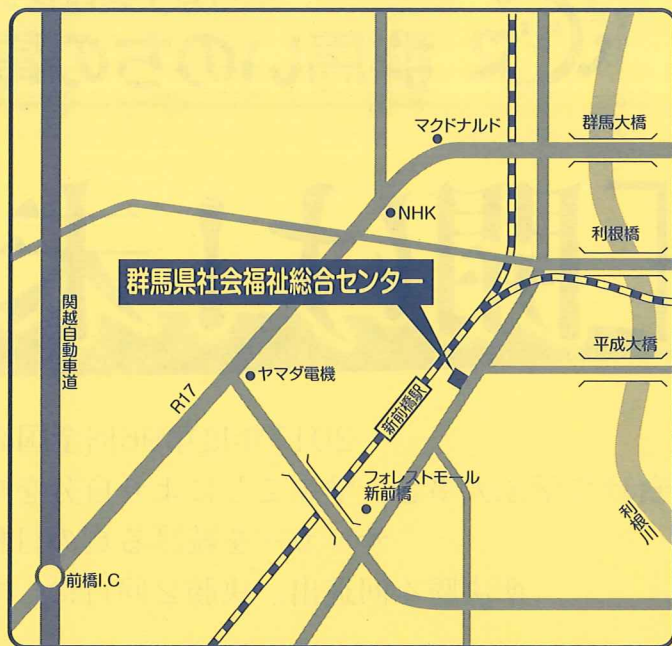 マクドナルド
群馬大橋
NHK
利根橋
群馬県社会福祉総合センター
関越自動車道
平成大橋
ヤマダ電機
R17
新前橋駅
フォレストモール
新前橋
利根川
前橋I.C